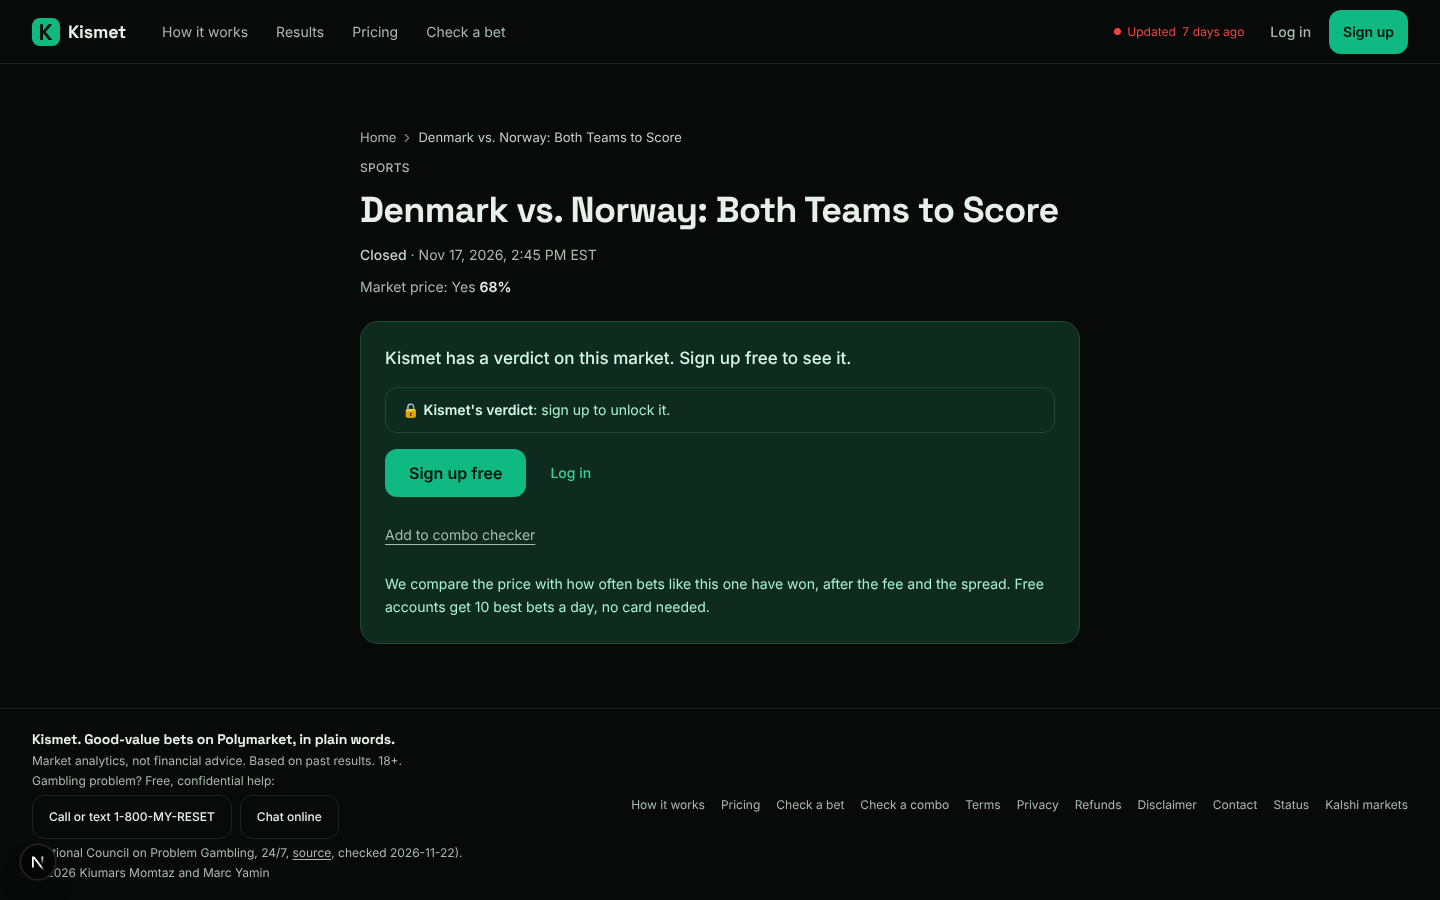 Kismet
How it works
Results
Pricing
Check a bet
Updated 7 days ago
Log in
Sign up
Home > Denmark vs. Norway: Both Teams to Score
SPORTS
Denmark vs. Norway: Both Teams to Score
Closed · Nov 17, 2026, 2:45 PM EST
Market price: Yes 68%
Kismet has a verdict on this market. Sign up free to see it.
🔒 Kismet's verdict: sign up to unlock it.
Sign up free
Log in
Add to combo checker
We compare the price with how often bets like this one have won, after the fee and the spread. Free
accounts get 10 best bets a day, no card needed.
Kismet. Good-value bets on Polymarket, in plain words.
Market analytics, not financial advice. Based on past results. 18+.
Gambling problem? Free, confidential help:
Call or text 1-800-MY-RESET
Chat online
tional Council on Problem Gambling, 24/7, source, checked 2026-11-22).
2026 Kiumars Momtaz and Marc Yamin
How it works
Pricing
Check a bet
Check a combo
Terms
Privacy
Refunds
Disclaimer
Contact
Status
Kalshi markets